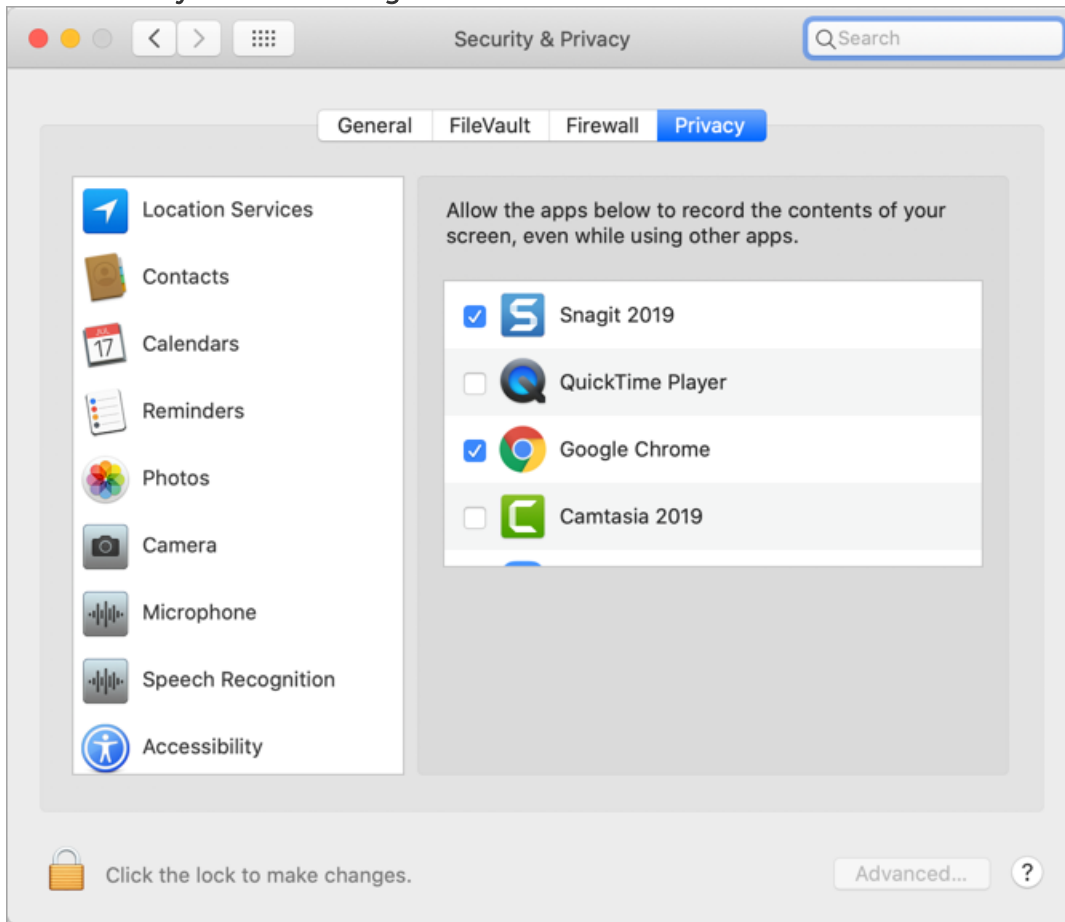 Security & Privacy
Search
General
FileVault
Firewall
Privacy
Location Services
Contacts
JUL
17
Calendars
Reminders
Photos
Camera
Microphone
Speech Recognition
Accessibility
Allow the apps below to record the contents of your
screen, even while using other apps.
Snagit 2019
QuickTime Player
Google Chrome
Camtasia 2019
Click the lock to make changes.
Advanced...
?